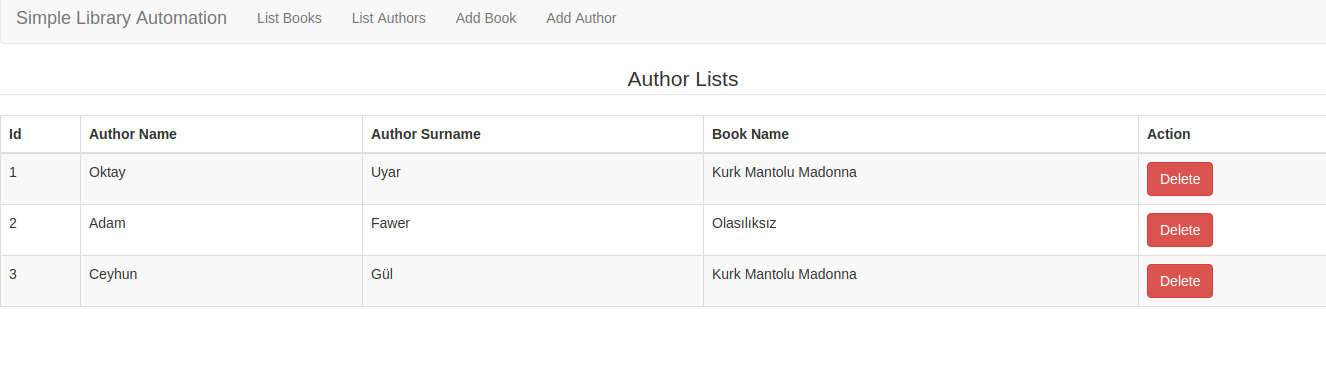 Simple Library Automation List Books List Authors Add Book Add Author
Author Lists
Id Author Name Author Surname Book Name Action
1 Oktay Uyar Kurk Mantolu Madonna Delete
2 Adam Fawer Olasılıksız Delete
3 Ceyhun Gül Kurk Mantolu Madonna Delete